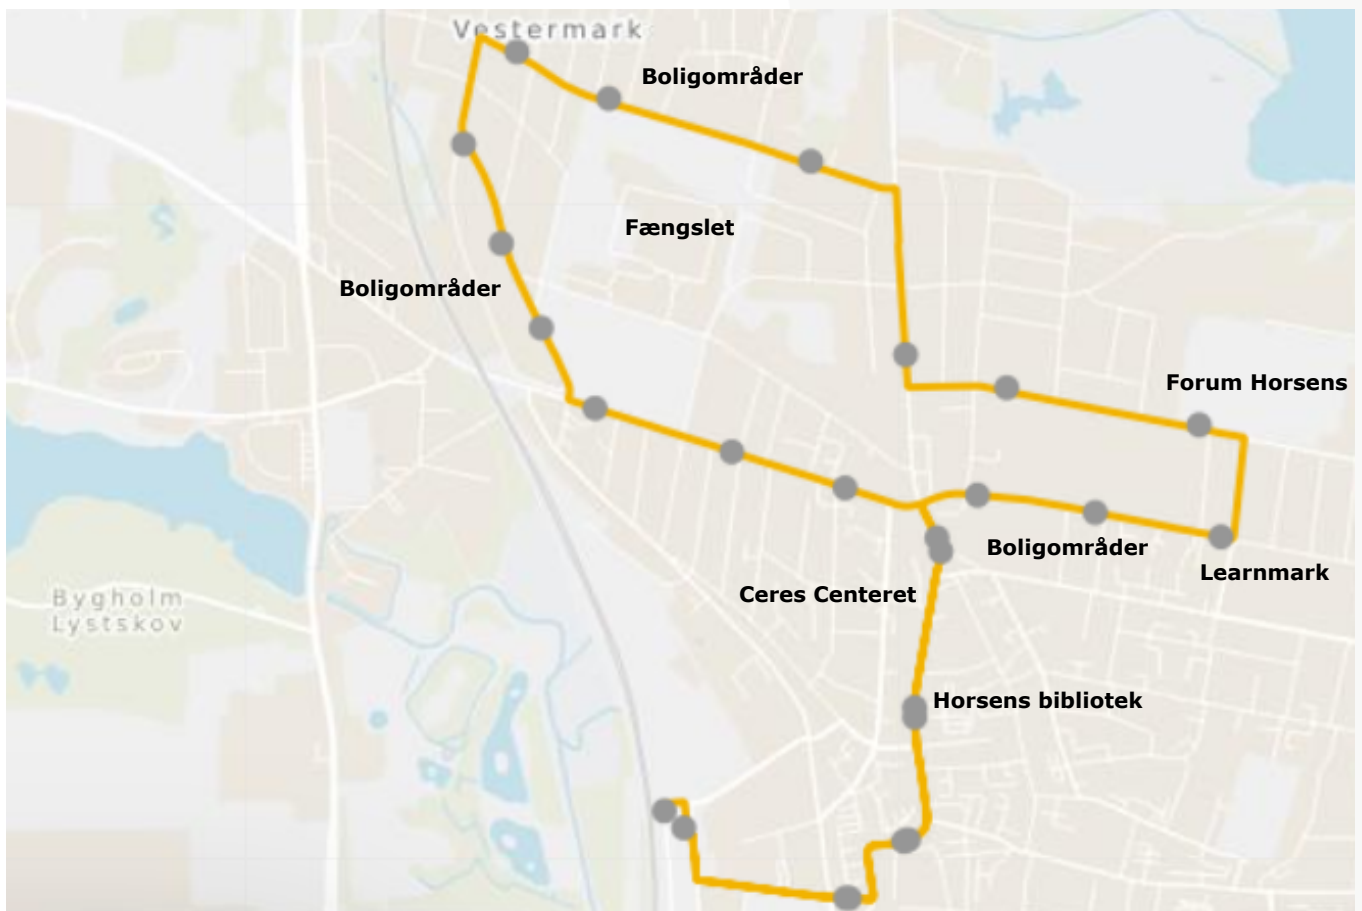 Vestermark
Boligområder
Fængslet
Boligområder
Forum Horsens
Boligområder
Learnmark
Ceres Centeret
Bygholm
Lystskov
Horsens bibliotek